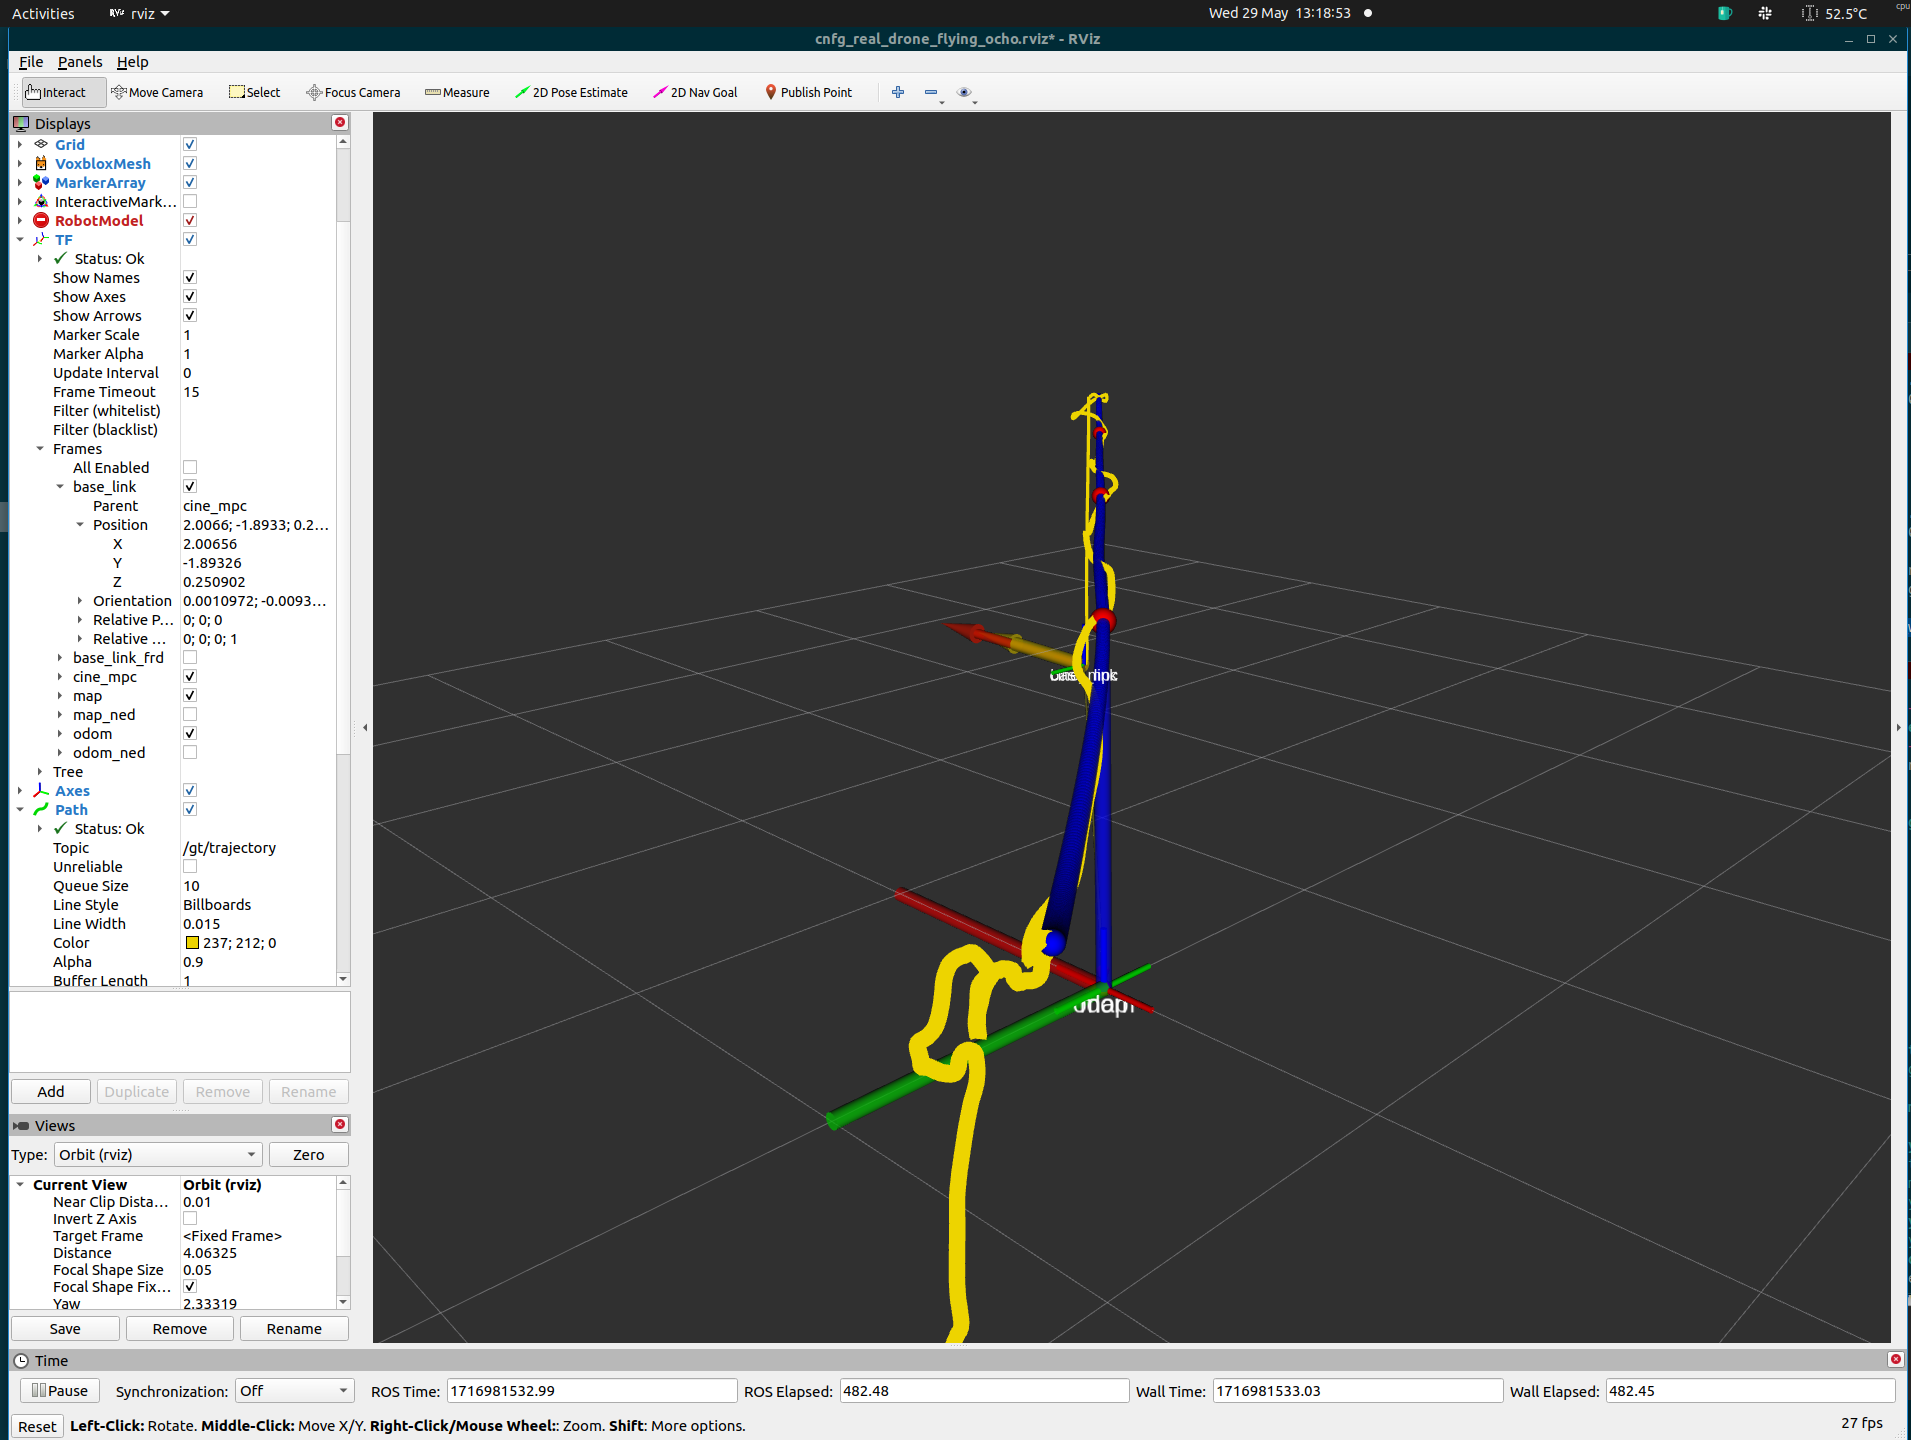 Activities
rviz
Wed 29 May 13:18:53
52.5°C
cpu
cnfg_real_drone_flying_ocho.rviz* - RViz
File Panels Help
Interact Move Camera Select Focus Camera Measure 2D Pose Estimate 2D Nav Goal Publish Point
Displays
Grid
VoxbloxMesh
MarkerArray
InteractiveMark...
RobotModel
TF
Status: Ok
Show Names
Show Axes
Show Arrows
Marker Scale 1
Marker Alpha 1
Update Interval 0
Frame Timeout 15
Filter (whitelist)
Filter (blacklist)
Frames
All Enabled
base_link
Parent cine_mpc
Position 2.0066; -1.8933; 0.2...
X 2.00656
Y -1.89326
Z 0.250902
Orientation 0.0010972; -0.0093...
Relative P... 0; 0; 0
Relative ... 0; 0; 0; 1
base_link_frd
cine_mpc
map
map_ned
odom
odom_ned
Tree
Axes
Path
Status: Ok
Topic /gt/trajectory
Unreliable
Queue Size 10
Line Style Billboards
Line Width 0.015
Color 237; 212; 0
Alpha 0.9
Buffer Length 1
Add Duplicate Remove Rename
Views
Type: Orbit (rviz) Zero
Current View Orbit (rviz)
Near Clip Dista... 0.01
Invert Z Axis
Target Frame <Fixed Frame>
Distance 4.06325
Focal Shape Size 0.05
Focal Shape Fix...
Yaw 2.33319
Save Remove Rename
Time
Pause Synchronization: Off ROS Time: 1716981532.99 ROS Elapsed: 482.48 Wall Time: 1716981533.03 Wall Elapsed: 482.45
Reset Left-Click: Rotate. Middle-Click: Move X/Y. Right-Click/Mouse Wheel:: Zoom. Shift: More options.
27 fps